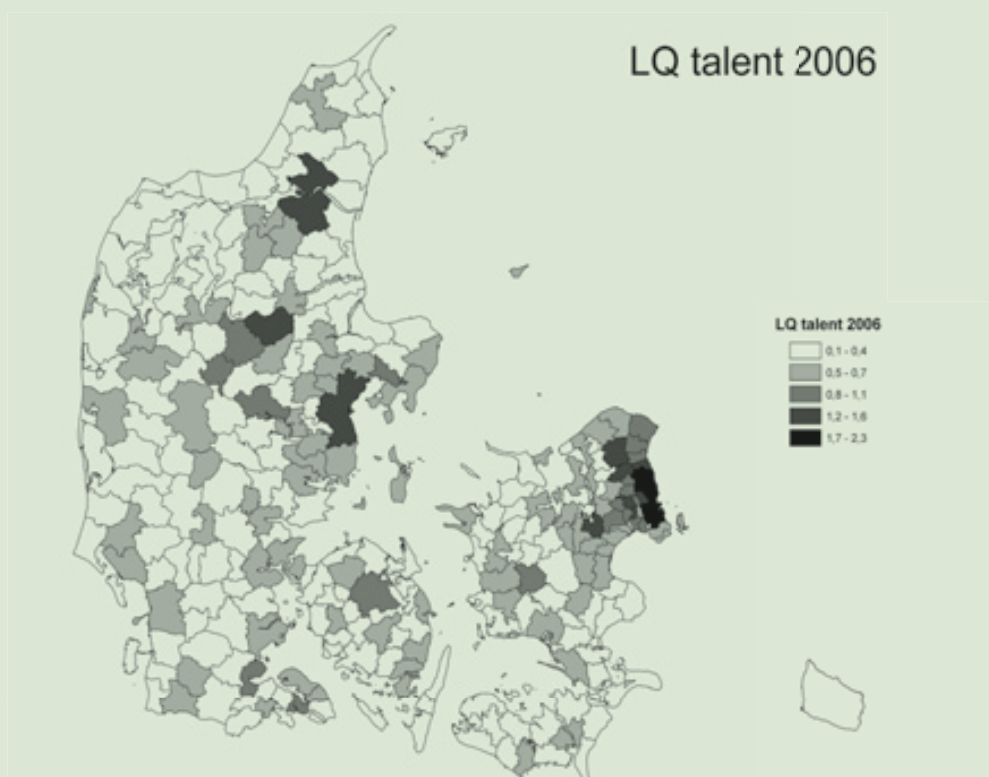 LQ talent 2006
LQ talent 2006
0,1 - 0,4
0,5 - 0,7
0,8 - 1,1
1,2 - 1,6
1,7 - 2,3